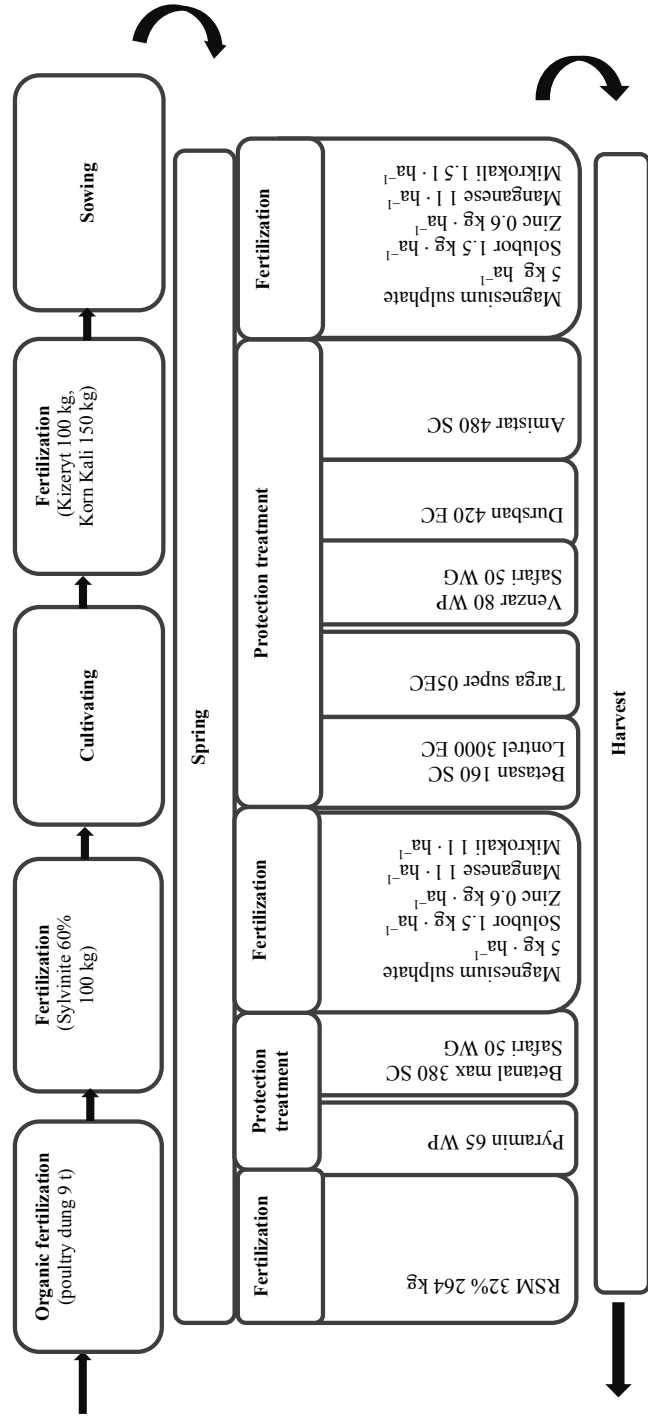 Organic fertilization
(poultry dung 9 t)
Fertilization
(Sylvinite 60%
100 kg)
Cultivating
Fertilization
(Kizeryt 100 kg,
Korn Kali 150 kg)
Sowing
Spring
Fertilization
RSM 32% 264 kg
Protection
treatment
Pyramin 65 WP
Betanal max 380 SC
Safari 50 WG
Fertilization
Magnesium sulphate
5 kg · ha⁻¹
Solubor 1.5 kg · ha⁻¹
Zinc 0.6 kg · ha⁻¹
Manganese 1 l · ha⁻¹
Mikrokali 1 l · ha⁻¹
Protection treatment
Betasan 160 SC
Lontrel 3000 EC
Targa super 05EC
Venzar 80 WP
Safari 50 WG
Dursban 420 EC
Amistar 480 SC
Fertilization
Magnesium sulphate
5 kg ha⁻¹
Solubor 1.5 kg · ha⁻¹
Zinc 0.6 kg · ha⁻¹
Manganese 1 l · ha⁻¹
Mikrokali 1.5 l · ha⁻¹
Harvest